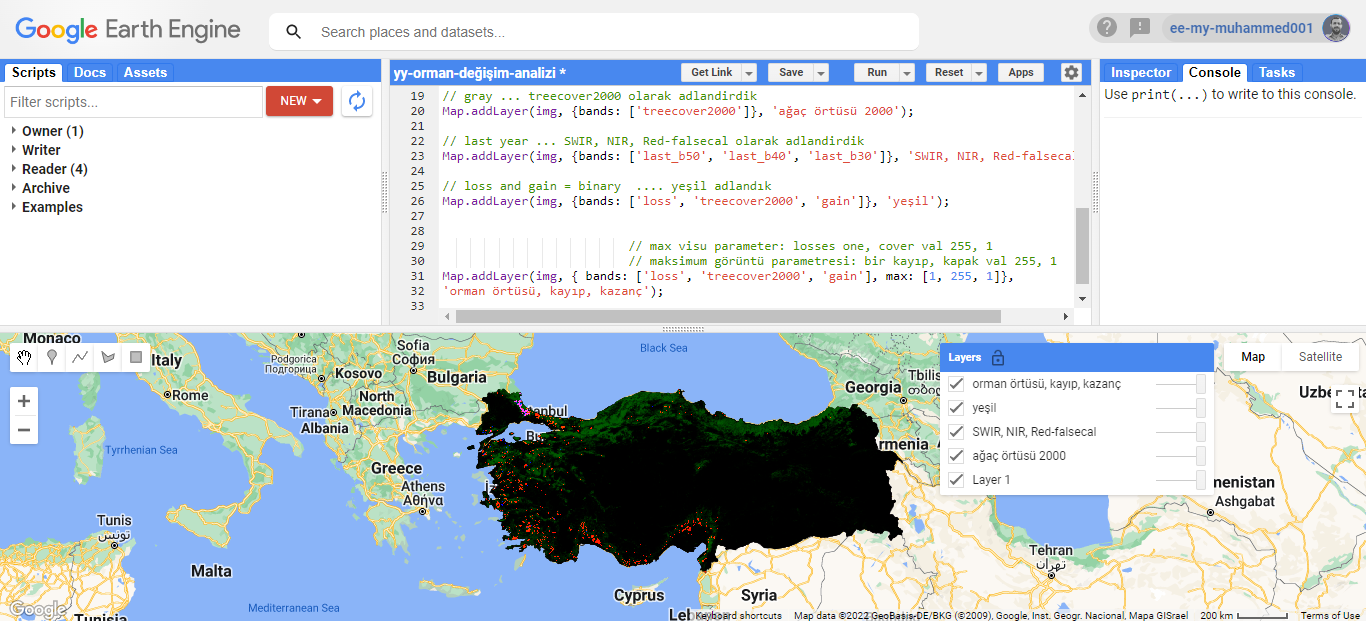 Google Earth Engine
Search places and datasets...
ee-my-muhammed001
Scripts Docs Assets
Filter scripts...
NEW
Owner (1)
Writer
Reader (4)
Archive
Examples
yy-orman-değişim-analizi *
Get Link Save Run Reset Apps
19 // gray ... treecover2000 olarak adlandirdik
20 Map.addLayer(img, {bands: ['treecover2000']}, 'ağaç örtüsü 2000');
21
22 // last year ... SWIR, NIR, Red-falsecal olarak adlandirdik
23 Map.addLayer(img, {bands: ['last_b50', 'last_b40', 'last_b30']}, 'SWIR, NIR, Red-falsecal
24
25 // loss and gain = binary .... yeşil adlandık
26 Map.addLayer(img, {bands: ['loss', 'treecover2000', 'gain']}, 'yeşil');
27
28
29 // max visu parameter: losses one, cover val 255, 1
30 // maksimum görüntü parametresi: bir kayıp, kapak val 255, 1
31 Map.addLayer(img, { bands: ['loss', 'treecover2000', 'gain'], max: [1, 255, 1]},
32 'orman örtüsü, kayıp, kazanç');
33
Inspector Console Tasks
Use print(...) to write to this console.
Monaco
Italy
Rome
Tyrrhenian Sea
Tunis
تونس
Malta
Mediterranean Sea
Tunisia
Google
Podgorica
Подгорица
Kosovo
Sofia
София
Bulgaria
North
Macedonia
Tirana
Albania
Greece
Athens
Αθήνα
Black Sea
Cyprus
Syria
Georgia
Tbilis
Tehran
تهران
Ashgabat
Layers
orman örtüsü, kayıp, kazanç
yeşil
SWIR, NIR, Red-falsecal
ağaç örtüsü 2000
Layer 1
Map Satellite
Keyboard shortcuts
Map data ©2022 GeoBasis-DE/BKG (©2009), Google, Inst. Geogr. Nacional, Mapa GISrael
200 km
Terms of Use